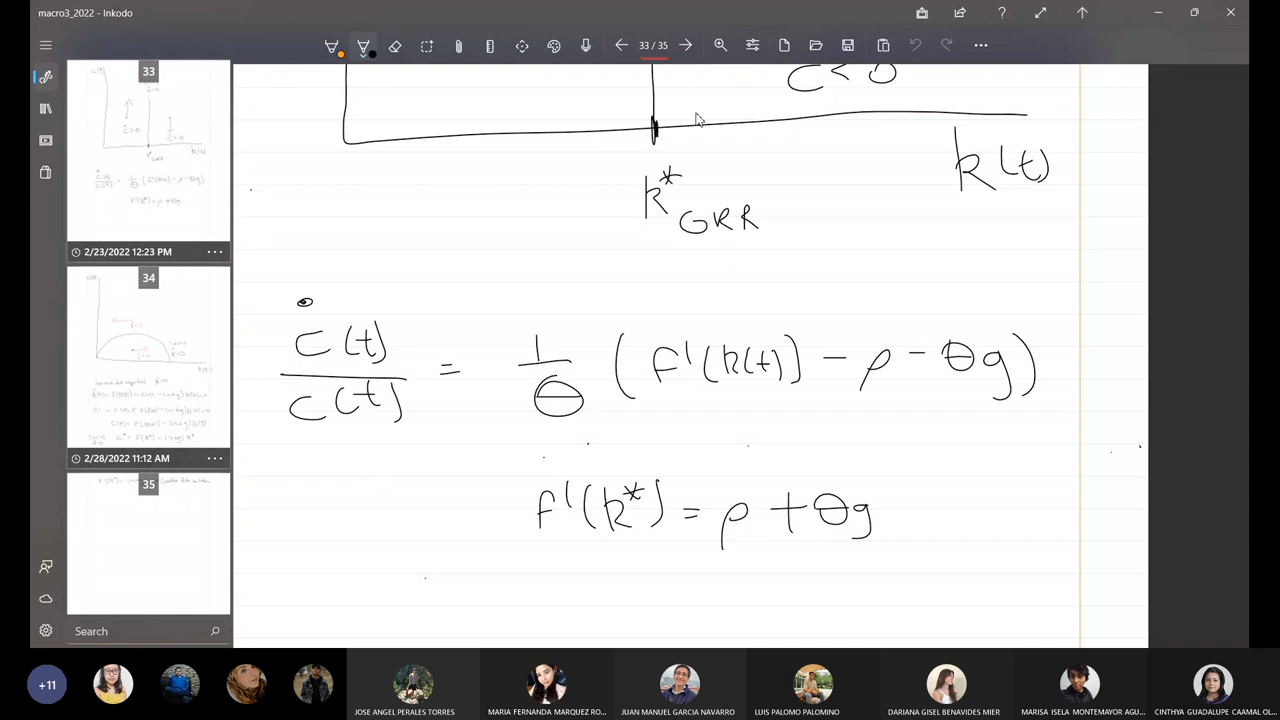 macro3_2022 - Inkodo
33 / 35
33
2/23/2022 12:23 PM
34
2/28/2022 11:12 AM
35
Search
ċ < 0
k(t)
k*GRR
ċ(t)/c(t) = 1/θ (f'(k(t)) - ρ - θg)
f'(k*) = ρ + θg
+11
JOSE ANGEL PERALES TORRES
MARIA FERNANDA MARQUEZ RO...
JUAN MANUEL GARCIA NAVARRO
LUIS PALOMO PALOMINO
DARIANA GISEL BENAVIDES MIER
MARISA ISELA MONTEMAYOR AGU...
CINTHYA GUADALUPE CAAMAL OL...